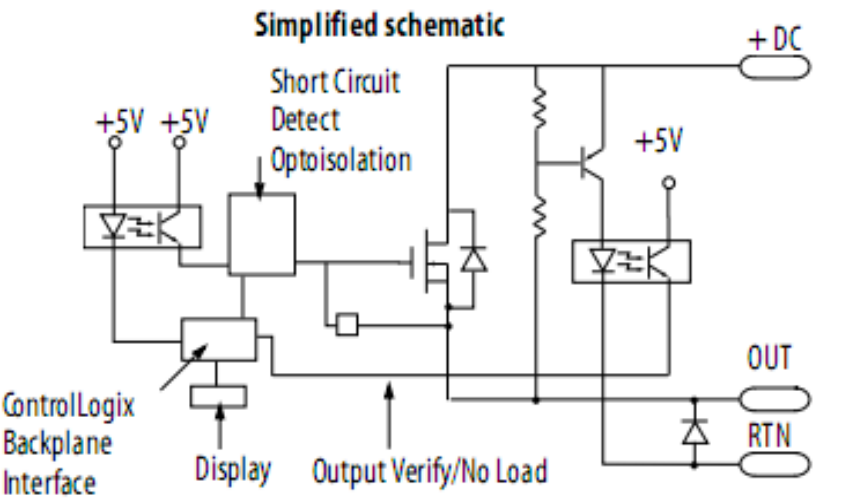 Simplified schematic
+ DC
Short Circuit
Detect
Optoisolation
+5V +5V
+5V
OUT
RTN
ControlLogix
Backplane
Interface
Display
Output Verify/No Load